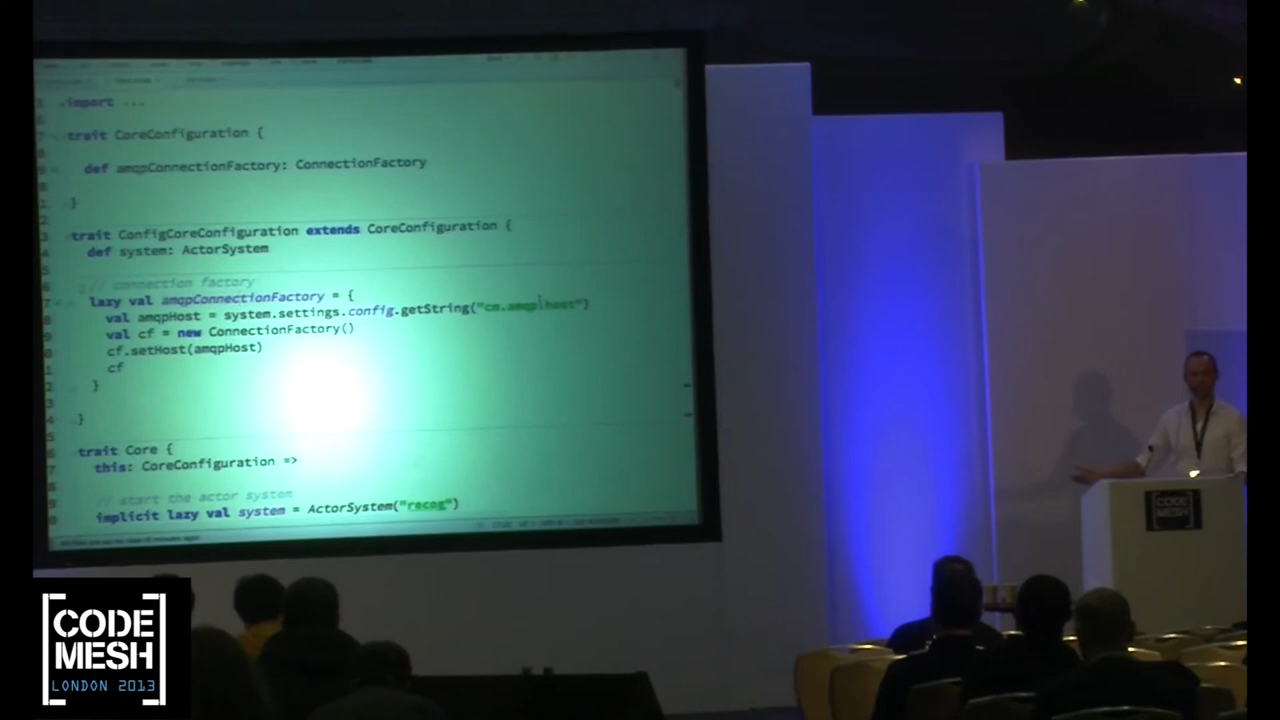 import ...
trait CoreConfiguration {
def amqpConnectionFactory: ConnectionFactory
}
trait ConfigCoreConfiguration extends CoreConfiguration {
def system: ActorSystem
// connection factory
lazy val amqpConnectionFactory = {
val amqpHost = system.settings.config.getString("cm.amqp.host")
val cf = new ConnectionFactory()
cf.setHost(amqpHost)
cf
}
}
trait Core {
this: CoreConfiguration =>
// start the actor system
implicit lazy val system = ActorSystem("recog")
CODE
MESH
CODE
MESH
LONDON 2013